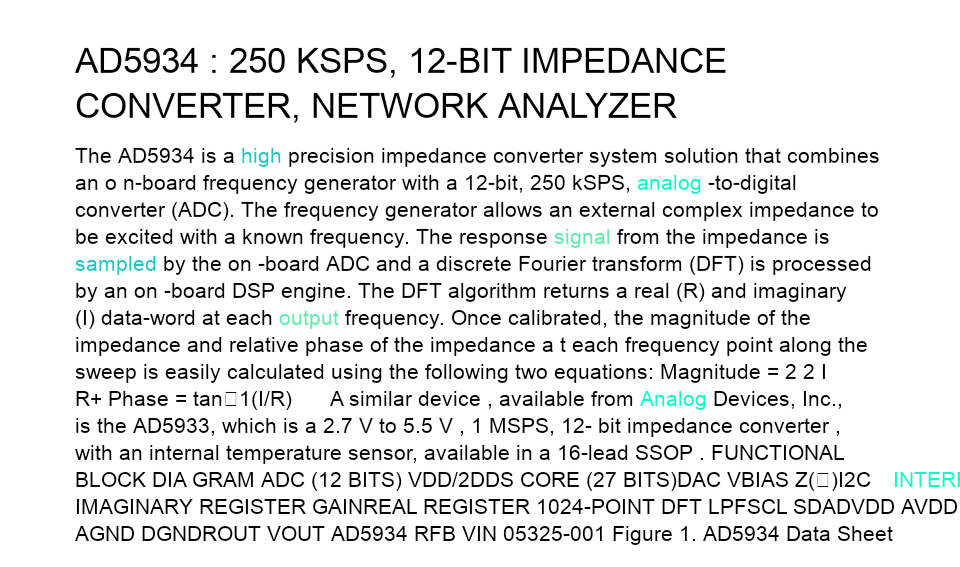 AD5934 : 250 KSPS, 12-BIT IMPEDANCE
CONVERTER, NETWORK ANALYZER
The AD5934 is a high precision impedance converter system solution that combines
an o n-board frequency generator with a 12-bit, 250 kSPS, analog -to-digital
converter (ADC). The frequency generator allows an external complex impedance to
be excited with a known frequency. The response signal from the impedance is
sampled by the on -board ADC and a discrete Fourier transform (DFT) is processed
by an on -board DSP engine. The DFT algorithm returns a real (R) and imaginary
(I) data-word at each output frequency. Once calibrated, the magnitude of the
impedance and relative phase of the impedance a t each frequency point along the
sweep is easily calculated using the following two equations: Magnitude = 2 2 I
R+ Phase = tan□1(I/R) A similar device , available from Analog Devices, Inc.,
is the AD5933, which is a 2.7 V to 5.5 V , 1 MSPS, 12- bit impedance converter ,
with an internal temperature sensor, available in a 16-lead SSOP . FUNCTIONAL
BLOCK DIA GRAM ADC (12 BITS) VDD/2DDS CORE (27 BITS)DAC VBIAS Z(□)I2C
IMAGINARY REGISTER GAINREAL REGISTER 1024-POINT DFT LPFSCL SDADVDD AVDD
AGND DGNDROUT VOUT AD5934 RFB VIN 05325-001 Figure 1. AD5934 Data Sheet